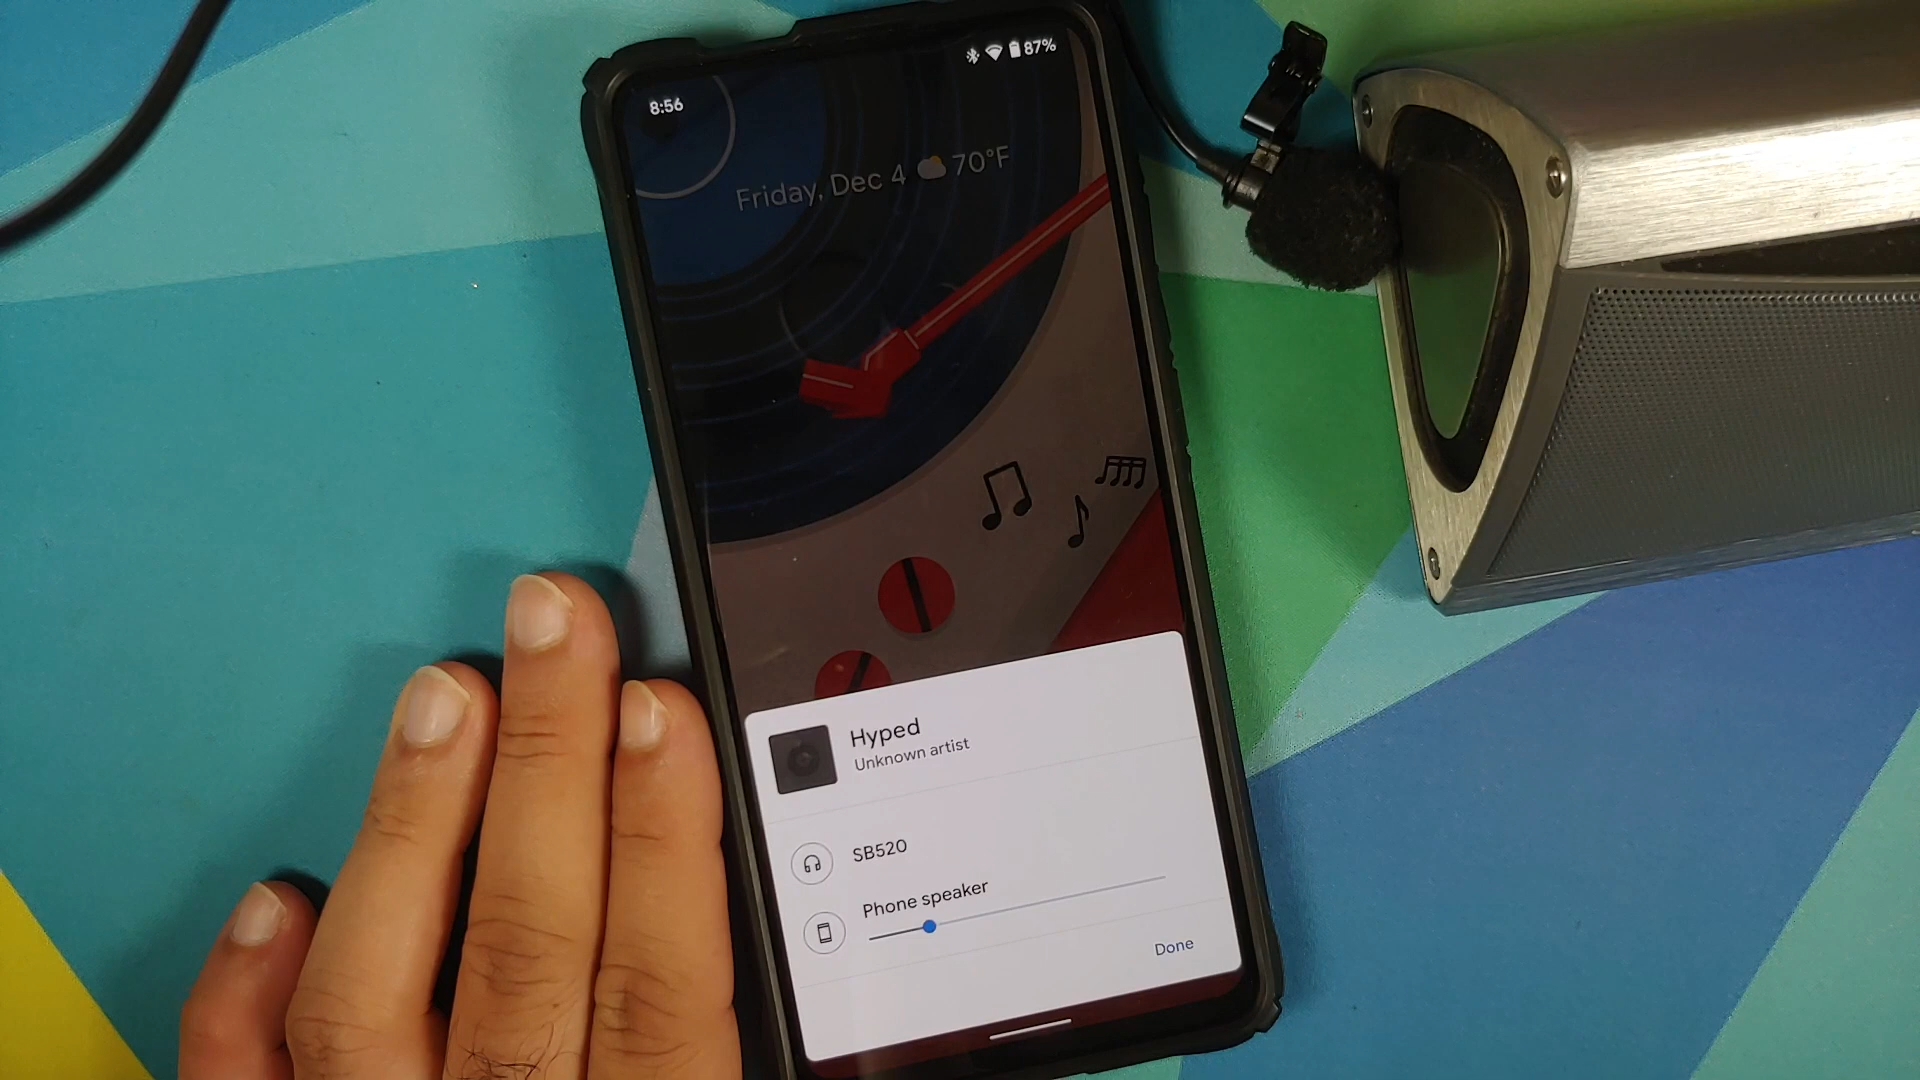 87%
8:56
Friday, Dec 4 70°F
Hyped
Unknown artist
SB520
Phone speaker
Done